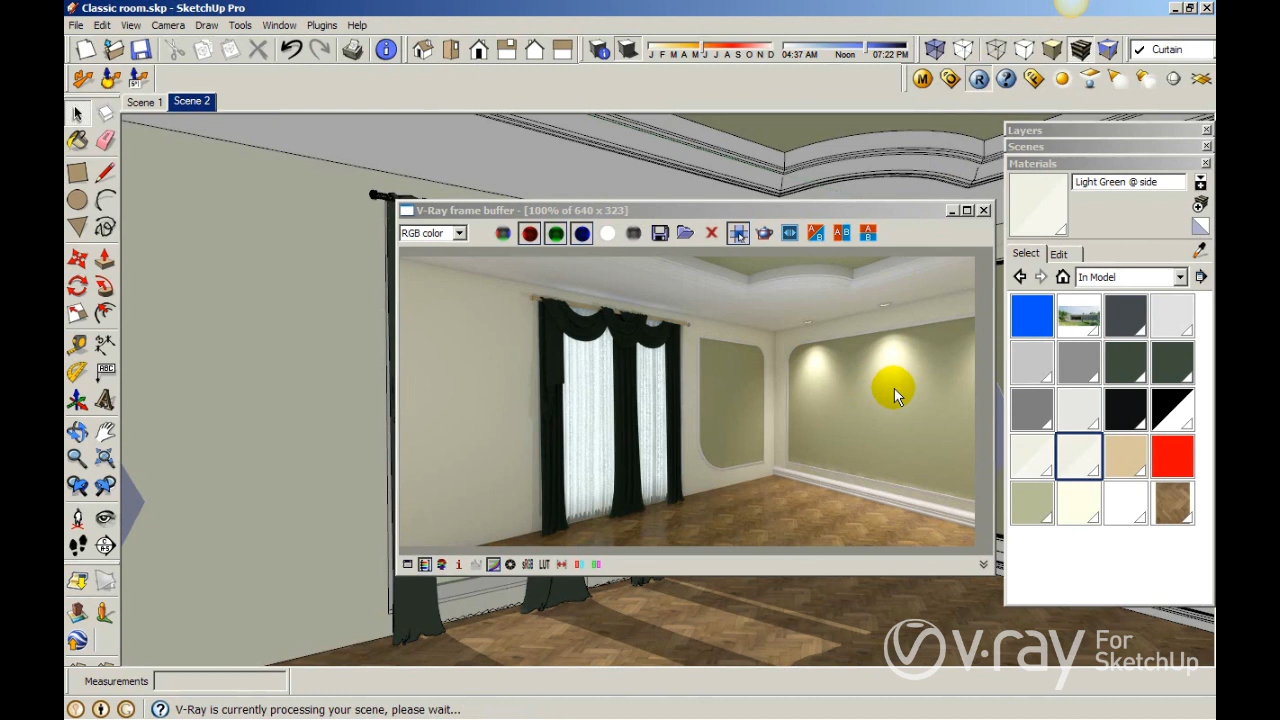 Classic room.skp - SketchUp Pro
File Edit View Camera Draw Tools Window Plugins Help
J F M A M J J A S O N D 04:37 AM Noon 07:22 PM
Curtain
M R
Scene 1 Scene 2
Layers
Scenes
Materials
Light Green @ side
Select Edit
In Model
V-Ray frame buffer - [100% of 640 x 323]
RGB color
ABC
LUT
v·ray For SketchUp
Measurements
V-Ray is currently processing your scene, please wait...